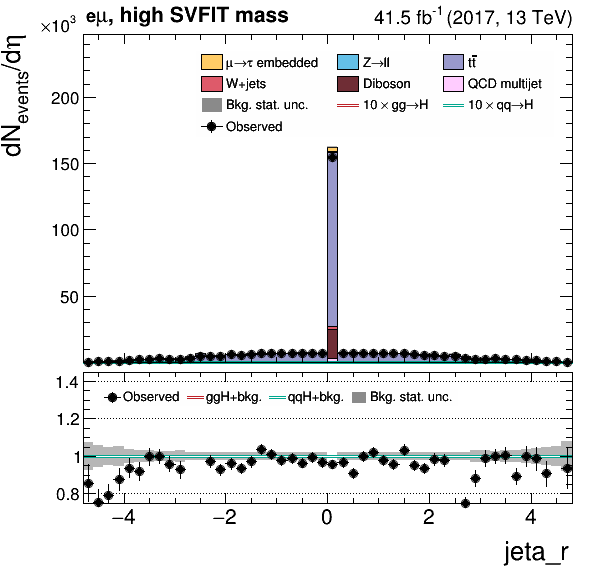 eμ, high SVFIT mass 41.5 fb⁻¹ (2017, 13 TeV)
×10³
dN_events/dη
μ→τ embedded Z→ll tt̄
W+jets Diboson QCD multijet
Bkg. stat. unc. 10 × gg→H 10 × qq→H
Observed
200
150
100
50
1.4
Observed ggH+bkg. qqH+bkg. Bkg. stat. unc.
1.2
1
0.8
−4 −2 0 2 4
jeta_r